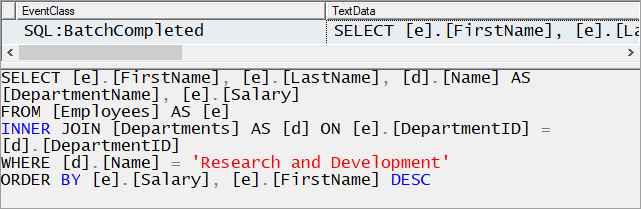 EventClass TextData
SQL:BatchCompleted SELECT [e].[FirstName], [e].[La
SELECT [e].[FirstName], [e].[LastName], [d].[Name] AS
[DepartmentName], [e].[Salary]
FROM [Employees] AS [e]
INNER JOIN [Departments] AS [d] ON [e].[DepartmentID] =
[d].[DepartmentID]
WHERE [d].[Name] = 'Research and Development'
ORDER BY [e].[Salary], [e].[FirstName] DESC